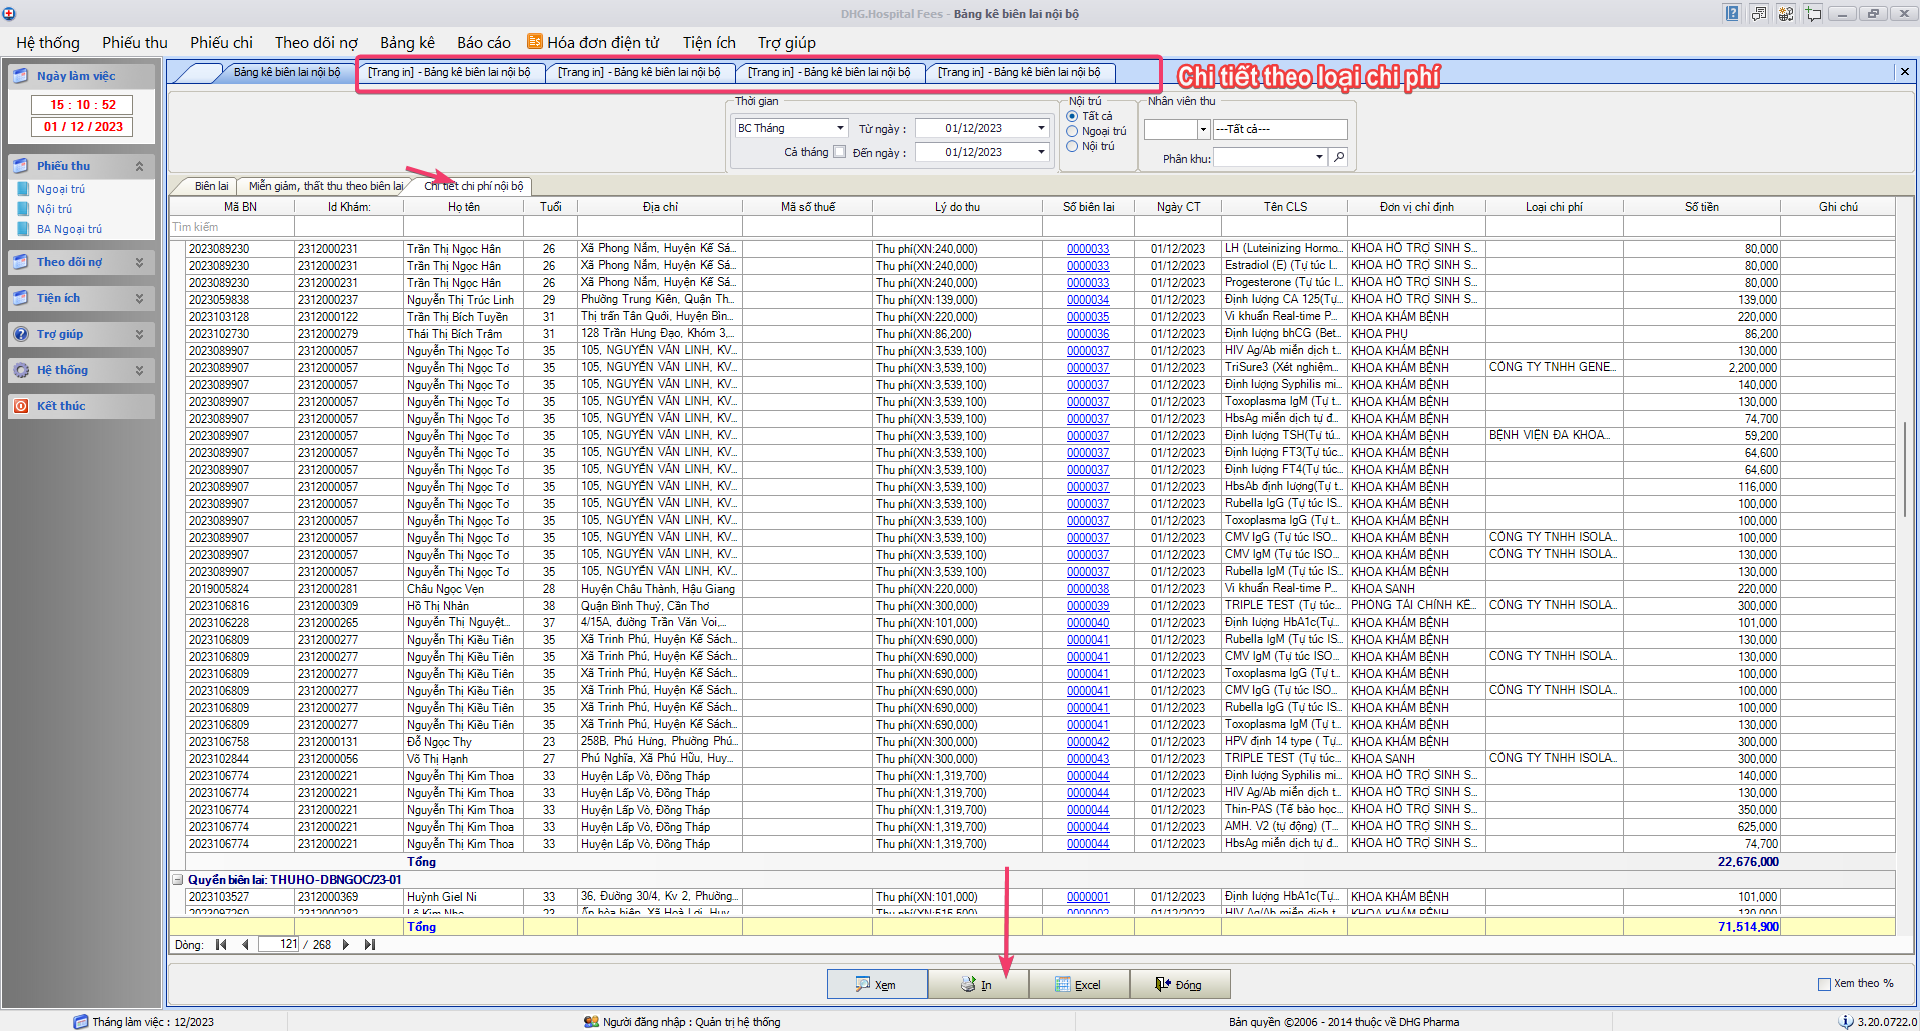 DHG.Hospital Fees - Bảng kê biên lai nội bộ
Hệ thống Phiếu thu Phiếu chi Theo dõi nợ Bảng kê Báo cáo Hóa đơn điện tử Tiện ích Trợ giúp
Ngày làm việc
15 : 10 : 52
01 / 12 / 2023
Phiếu thu
Ngoại trú
Nội trú
BA Ngoại trú
Theo dõi nợ
Tiện ích
Trợ giúp
Hệ thống
Kết thúc
Bảng kê biên lai nội bộ [Trang in] - Bảng kê biên lai nội bộ [Trang in] - Bảng kê biên lai nội bộ [Trang in] - Bảng kê biên lai nội bộ [Trang in] - Bảng kê biên lai nội bộ
Chi tiết theo loại chi phí
Thời gian Nội trú Nhân viên thu
BC Tháng Từ ngày : 01/12/2023 Tất cả ---Tất cả---
Ngoại trú
Cả tháng Đến ngày : 01/12/2023 Nội trú Phân khu:
Biên lai Miễn giảm, thất thu theo biên lai Chi tiết chi phí nội bộ
Mã BN Id Khám: Họ tên Tuổi Địa chỉ Mã số thuế Lý do thu Số biên lai Ngày CT Tên CLS Đơn vị chỉ định Loại chi phí Số tiền Ghi chú
Tìm kiếm
2023089230 2312000231 Trần Thị Ngọc Hân 26 Xã Phong Nẫm, Huyện Kế Sá... Thu phí(XN:240,000) 0000033 01/12/2023 LH (Luteinizing Hormo... KHOA HỖ TRỢ SINH S... 80,000
2023089230 2312000231 Trần Thị Ngọc Hân 26 Xã Phong Nẫm, Huyện Kế Sá... Thu phí(XN:240,000) 0000033 01/12/2023 Estradiol (E) (Tự túc I... KHOA HỖ TRỢ SINH S... 80,000
2023089230 2312000231 Trần Thị Ngọc Hân 26 Xã Phong Nẫm, Huyện Kế Sá... Thu phí(XN:240,000) 0000033 01/12/2023 Progesterone (Tự túc I... KHOA HỖ TRỢ SINH S... 80,000
2023059838 2312000237 Nguyễn Thị Trúc Linh 29 Phường Trung Kiên, Quận Th... Thu phí(XN:139,000) 0000034 01/12/2023 Định lượng CA 125(Tự... KHOA KHÁM BỆNH 139,000
2023103128 2312000122 Trần Thị Bích Tuyền 31 Thị trấn Tân Quới, Huyện Bìn... Thu phí(XN:220,000) 0000035 01/12/2023 Vi khuẩn Real-time P... KHOA KHÁM BỆNH 220,000
2023102730 2312000279 Thái Thị Bích Trâm 31 128 Trần Hưng Đạo, Khóm 3,... Thu phí(XN:86,200) 0000036 01/12/2023 Định lượng bhCG (Bet... KHOA PHỤ 86,200
2023089907 2312000057 Nguyễn Thị Ngọc Tơ 35 105, NGUYỄN VĂN LINH, KV... Thu phí(XN:3,539,100) 0000037 01/12/2023 HIV Ag/Ab miễn dịch t... KHOA KHÁM BỆNH 130,000
2023089907 2312000057 Nguyễn Thị Ngọc Tơ 35 105, NGUYỄN VĂN LINH, KV... Thu phí(XN:3,539,100) 0000037 01/12/2023 TriSure3 (Xét nghiệm... KHOA KHÁM BỆNH CÔNG TY TNHH GENE... 2,200,000
2023089907 2312000057 Nguyễn Thị Ngọc Tơ 35 105, NGUYỄN VĂN LINH, KV... Thu phí(XN:3,539,100) 0000037 01/12/2023 Định lượng Syphilis mi... KHOA KHÁM BỆNH 140,000
2023089907 2312000057 Nguyễn Thị Ngọc Tơ 35 105, NGUYỄN VĂN LINH, KV... Thu phí(XN:3,539,100) 0000037 01/12/2023 Toxoplasma IgM (Tự t... KHOA KHÁM BỆNH 130,000
2023089907 2312000057 Nguyễn Thị Ngọc Tơ 35 105, NGUYỄN VĂN LINH, KV... Thu phí(XN:3,539,100) 0000037 01/12/2023 HbsAg miễn dịch tự đ... KHOA KHÁM BỆNH 74,700
2023089907 2312000057 Nguyễn Thị Ngọc Tơ 35 105, NGUYỄN VĂN LINH, KV... Thu phí(XN:3,539,100) 0000037 01/12/2023 Định lượng TSH(Tự tú... KHOA KHÁM BỆNH BỆNH VIỆN ĐA KHOA... 59,200
2023089907 2312000057 Nguyễn Thị Ngọc Tơ 35 105, NGUYỄN VĂN LINH, KV... Thu phí(XN:3,539,100) 0000037 01/12/2023 Định lượng FT3(Tự túc... KHOA KHÁM BỆNH 64,600
2023089907 2312000057 Nguyễn Thị Ngọc Tơ 35 105, NGUYỄN VĂN LINH, KV... Thu phí(XN:3,539,100) 0000037 01/12/2023 Định lượng FT4(Tự túc... KHOA KHÁM BỆNH 64,600
2023089907 2312000057 Nguyễn Thị Ngọc Tơ 35 105, NGUYỄN VĂN LINH, KV... Thu phí(XN:3,539,100) 0000037 01/12/2023 HbsAb định lượng(Tự t... KHOA KHÁM BỆNH 116,000
2023089907 2312000057 Nguyễn Thị Ngọc Tơ 35 105, NGUYỄN VĂN LINH, KV... Thu phí(XN:3,539,100) 0000037 01/12/2023 Rubella IgG (Tự túc IS... KHOA KHÁM BỆNH 100,000
2023089907 2312000057 Nguyễn Thị Ngọc Tơ 35 105, NGUYỄN VĂN LINH, KV... Thu phí(XN:3,539,100) 0000037 01/12/2023 Toxoplasma IgG (Tự t... KHOA KHÁM BỆNH 100,000
2023089907 2312000057 Nguyễn Thị Ngọc Tơ 35 105, NGUYỄN VĂN LINH, KV... Thu phí(XN:3,539,100) 0000037 01/12/2023 CMV IgG (Tự túc ISO... KHOA KHÁM BỆNH CÔNG TY TNHH ISOLA... 100,000
2023089907 2312000057 Nguyễn Thị Ngọc Tơ 35 105, NGUYỄN VĂN LINH, KV... Thu phí(XN:3,539,100) 0000037 01/12/2023 CMV IgM (Tự túc ISO... KHOA KHÁM BỆNH CÔNG TY TNHH ISOLA... 130,000
2023089907 2312000057 Nguyễn Thị Ngọc Tơ 35 105, NGUYỄN VĂN LINH, KV... Thu phí(XN:3,539,100) 0000037 01/12/2023 Rubella IgM (Tự túc IS... KHOA KHÁM BỆNH 130,000
2019005824 2312000281 Châu Ngọc Vẹn 28 Huyện Châu Thành, Hậu Giang Thu phí(XN:220,000) 0000038 01/12/2023 Vi khuẩn Real-time P... KHOA SANH 220,000
2023106816 2312000309 Hồ Thị Nhân 38 Quận Bình Thuỷ, Cần Thơ Thu phí(XN:300,000) 0000039 01/12/2023 TRIPLE TEST (Tự túc... PHÒNG TÀI CHÍNH KẾ... CÔNG TY TNHH ISOLA... 300,000
2023106228 2312000265 Nguyễn Thị Nguyệt... 37 4/15A, đường Trần Văn Voi,... Thu phí(XN:101,000) 0000040 01/12/2023 Định lượng HbA1c(Tự... KHOA KHÁM BỆNH 101,000
2023106809 2312000277 Nguyễn Thị Kiều Tiên 35 Xã Trinh Phú, Huyện Kế Sách... Thu phí(XN:690,000) 0000041 01/12/2023 Rubella IgM (Tự túc IS... KHOA KHÁM BỆNH 130,000
2023106809 2312000277 Nguyễn Thị Kiều Tiên 35 Xã Trinh Phú, Huyện Kế Sách... Thu phí(XN:690,000) 0000041 01/12/2023 CMV IgM (Tự túc ISO... KHOA KHÁM BỆNH CÔNG TY TNHH ISOLA... 130,000
2023106809 2312000277 Nguyễn Thị Kiều Tiên 35 Xã Trinh Phú, Huyện Kế Sách... Thu phí(XN:690,000) 0000041 01/12/2023 Toxoplasma IgG (Tự t... KHOA KHÁM BỆNH 100,000
2023106809 2312000277 Nguyễn Thị Kiều Tiên 35 Xã Trinh Phú, Huyện Kế Sách... Thu phí(XN:690,000) 0000041 01/12/2023 CMV IgG (Tự túc ISO... KHOA KHÁM BỆNH CÔNG TY TNHH ISOLA... 100,000
2023106809 2312000277 Nguyễn Thị Kiều Tiên 35 Xã Trinh Phú, Huyện Kế Sách... Thu phí(XN:690,000) 0000041 01/12/2023 Rubella IgG (Tự túc IS... KHOA KHÁM BỆNH 100,000
2023106809 2312000277 Nguyễn Thị Kiều Tiên 35 Xã Trinh Phú, Huyện Kế Sách... Thu phí(XN:690,000) 0000041 01/12/2023 Toxoplasma IgM (Tự t... KHOA KHÁM BỆNH 130,000
2023106758 2312000131 Đỗ Ngọc Thy 23 258B, Phú Hưng, Phường Phú... Thu phí(XN:300,000) 0000042 01/12/2023 HPV định 14 type ( Tự... KHOA KHÁM BỆNH 300,000
2023102844 2312000056 Võ Thị Hạnh 27 Phú Nghĩa, Xã Phú Hữu, Huy... Thu phí(XN:300,000) 0000043 01/12/2023 TRIPLE TEST (Tự túc... KHOA SANH CÔNG TY TNHH ISOLA... 300,000
2023106774 2312000221 Nguyễn Thị Kim Thoa 33 Huyện Lấp Vò, Đồng Tháp Thu phí(XN:1,319,700) 0000044 01/12/2023 Định lượng Syphilis mi... KHOA HỖ TRỢ SINH S... 140,000
2023106774 2312000221 Nguyễn Thị Kim Thoa 33 Huyện Lấp Vò, Đồng Tháp Thu phí(XN:1,319,700) 0000044 01/12/2023 HIV Ag/Ab miễn dịch t... KHOA HỖ TRỢ SINH S... 130,000
2023106774 2312000221 Nguyễn Thị Kim Thoa 33 Huyện Lấp Vò, Đồng Tháp Thu phí(XN:1,319,700) 0000044 01/12/2023 Thin-PAS (Tế bào học... KHOA HỖ TRỢ SINH S... 350,000
2023106774 2312000221 Nguyễn Thị Kim Thoa 33 Huyện Lấp Vò, Đồng Tháp Thu phí(XN:1,319,700) 0000044 01/12/2023 AMH. V2 (tự động) (T... KHOA HỖ TRỢ SINH S... 625,000
2023106774 2312000221 Nguyễn Thị Kim Thoa 33 Huyện Lấp Vò, Đồng Tháp Thu phí(XN:1,319,700) 0000044 01/12/2023 HbsAg miễn dịch tự đ... KHOA HỖ TRỢ SINH S... 74,700
Tổng 22,676,000
Quyển biên lai: THUHO-DBNGOC/23-01
2023103527 2312000369 Huỳnh Giel Ni 33 36, Đường 30/4, Kv 2, Phường... Thu phí(XN:101,000) 0000001 01/12/2023 Định lượng HbA1c(Tự... KHOA KHÁM BỆNH 101,000
Tổng 71,514,900
Dòng: 121 / 268
Xem In Excel Đóng Xem theo %
Tháng làm việc : 12/2023 Người đăng nhập : Quản trị hệ thống Bản quyền ©2006 - 2014 thuộc về DHG Pharma 3.20.0722.0